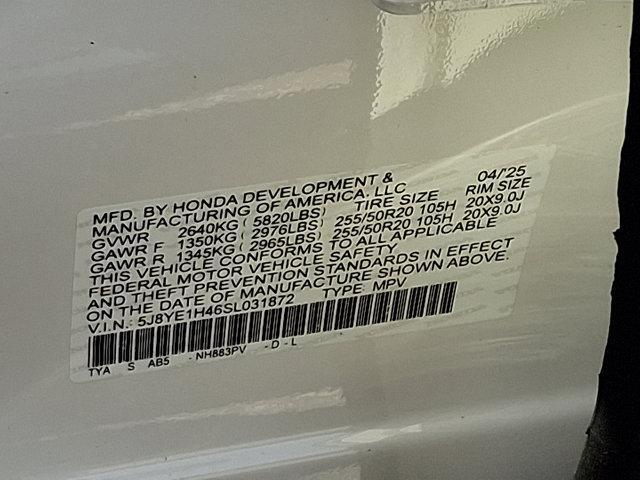 MFD. BY HONDA DEVELOPMENT & 04/'25
MANUFACTURING OF AMERICA, LLC
GVWR 2640KG ( 5820LBS) TIRE SIZE RIM SIZE
GAWR F 1350KG ( 2976LBS) 255/50R20 105H 20X9.0J
GAWR R 1345KG ( 2965LBS) 255/50R20 105H 20X9.0J
THIS VEHICLE CONFORMS TO ALL APPLICABLE
FEDERAL MOTOR VEHICLE SAFETY
AND THEFT PREVENTION STANDARDS IN EFFECT
ON THE DATE OF MANUFACTURE SHOWN ABOVE.
V.I.N.: 5J8YE1H46SL031872 TYPE: MPV
TYA S AB5 - NH883PV - D - L